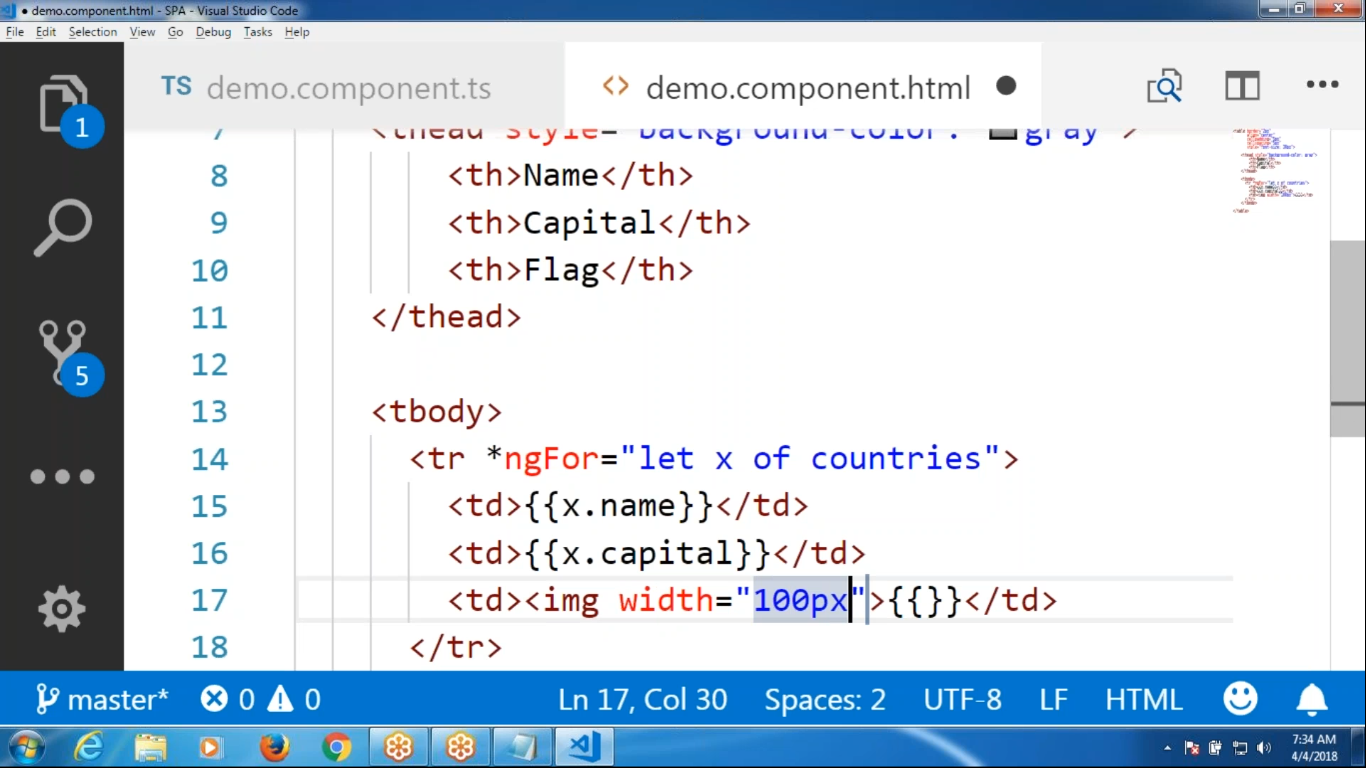 demo.component.html - SPA - Visual Studio Code
File Edit Selection View Go Debug Tasks Help
TS demo.component.ts <> demo.component.html
1
7 <thead style="background-color: gray">
8 <th>Name</th>
9 <th>Capital</th>
10 <th>Flag</th>
11 </thead>
12
5
13 <tbody>
14 <tr *ngFor="let x of countries">
15 <td>{{x.name}}</td>
16 <td>{{x.capital}}</td>
17 <td><img width="100px">{{}}</td>
18 </tr>
master* 0 0 Ln 17, Col 30 Spaces: 2 UTF-8 LF HTML
7:34 AM
4/4/2018